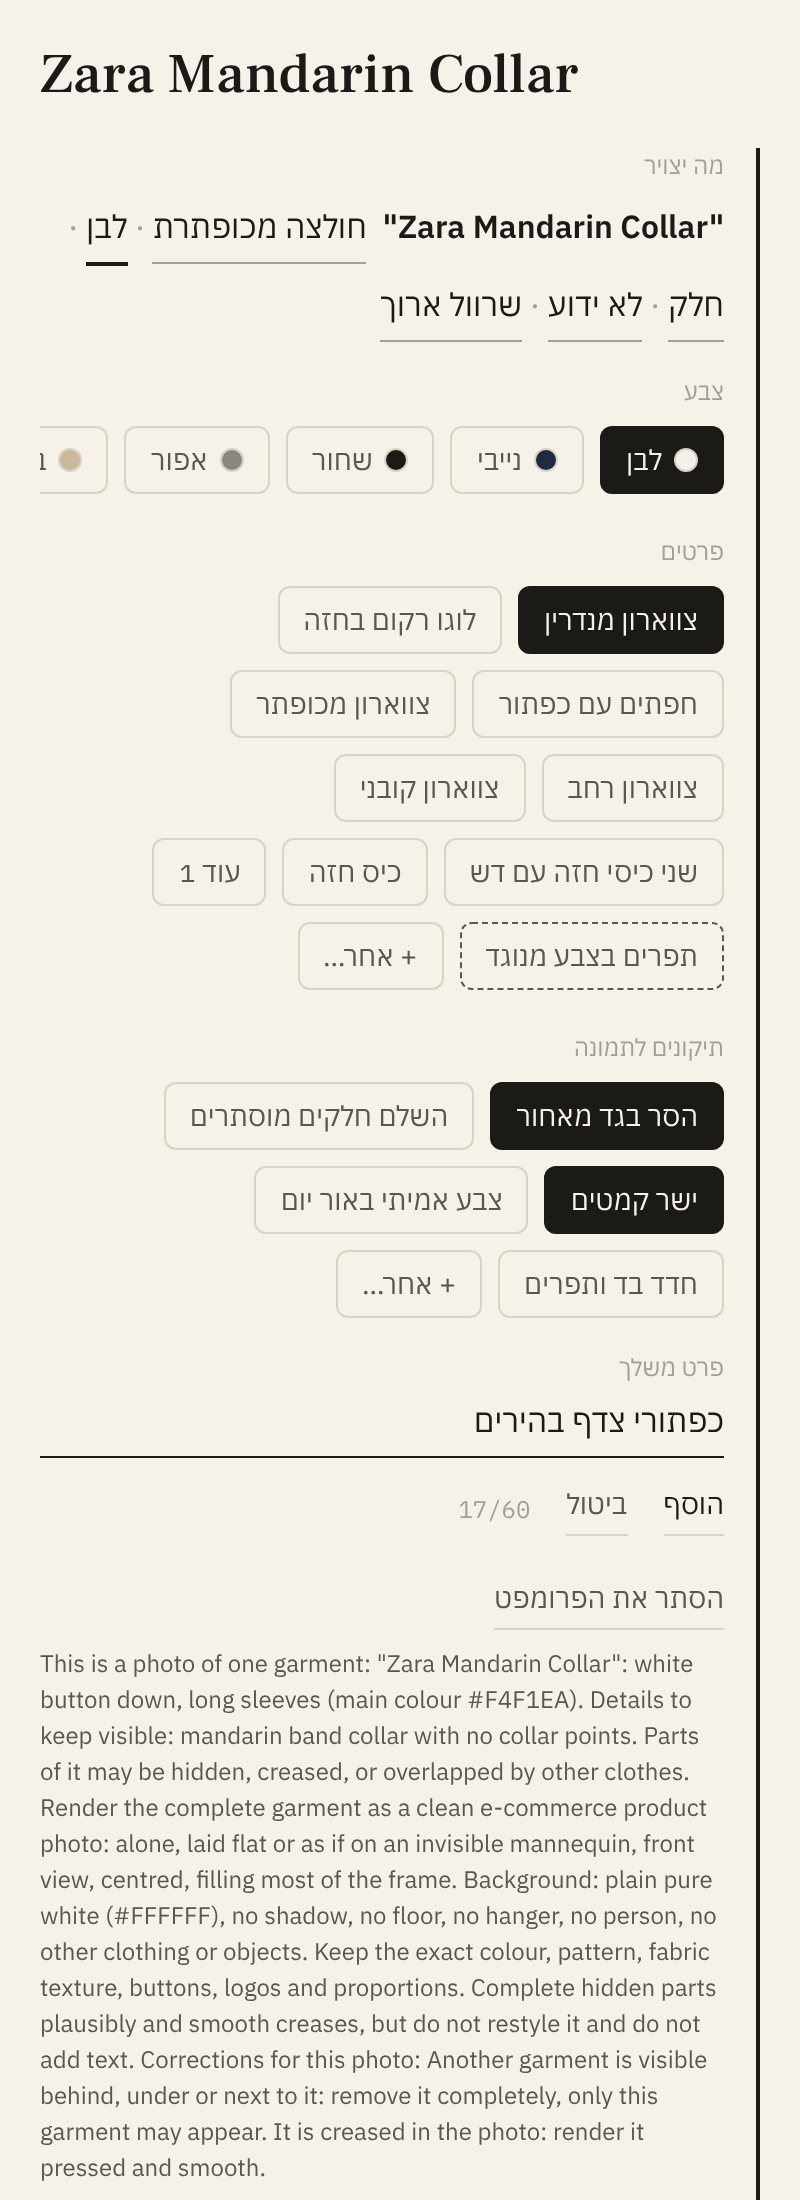 Zara Mandarin Collar
מה יצויר
"Zara Mandarin Collar" חולצה מכופתרת · לבן ·
חלק · לא ידוע · שרוול ארוך
צבע
לבן נייבי שחור אפור
פרטים
צווארון מנדרין לוגו רקום בחזה
חפתים עם כפתור צווארון מכופתר
צווארון רחב צווארון קובני
שני כיסי חזה עם דש כיס חזה עוד 1
תפרים בצבע מנוגד + אחר...
תיקונים לתמונה
הסר בגד מאחור השלם חלקים מוסתרים
ישר קמטים צבע אמיתי באור יום
חדד בד ותפרים + אחר...
פרט משלך
כפתורי צדף בהירים
הוסף ביטול 17/60
הסתר את הפרומפט
This is a photo of one garment: "Zara Mandarin Collar": white
button down, long sleeves (main colour #F4F1EA). Details to
keep visible: mandarin band collar with no collar points. Parts
of it may be hidden, creased, or overlapped by other clothes.
Render the complete garment as a clean e-commerce product
photo: alone, laid flat or as if on an invisible mannequin, front
view, centred, filling most of the frame. Background: plain pure
white (#FFFFFF), no shadow, no floor, no hanger, no person, no
other clothing or objects. Keep the exact colour, pattern, fabric
texture, buttons, logos and proportions. Complete hidden parts
plausibly and smooth creases, but do not restyle it and do not
add text. Corrections for this photo: Another garment is visible
behind, under or next to it: remove it completely, only this
garment may appear. It is creased in the photo: render it
pressed and smooth.